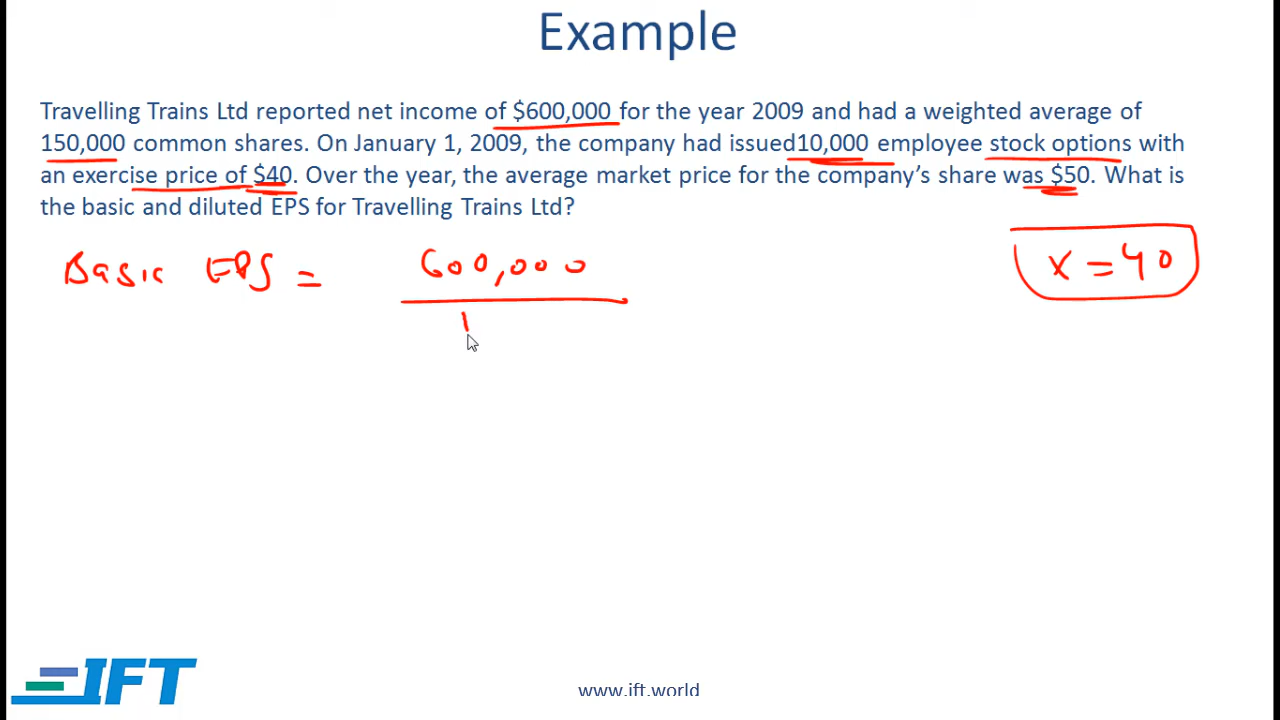 Example
Travelling Trains Ltd reported net income of $600,000 for the year 2009 and had a weighted average of
150,000 common shares. On January 1, 2009, the company had issued10,000 employee stock options with
an exercise price of $40. Over the year, the average market price for the company's share was $50. What is
the basic and diluted EPS for Travelling Trains Ltd?
Basic EPS = 600,000
1
x = 40
IFT
www.ift.world